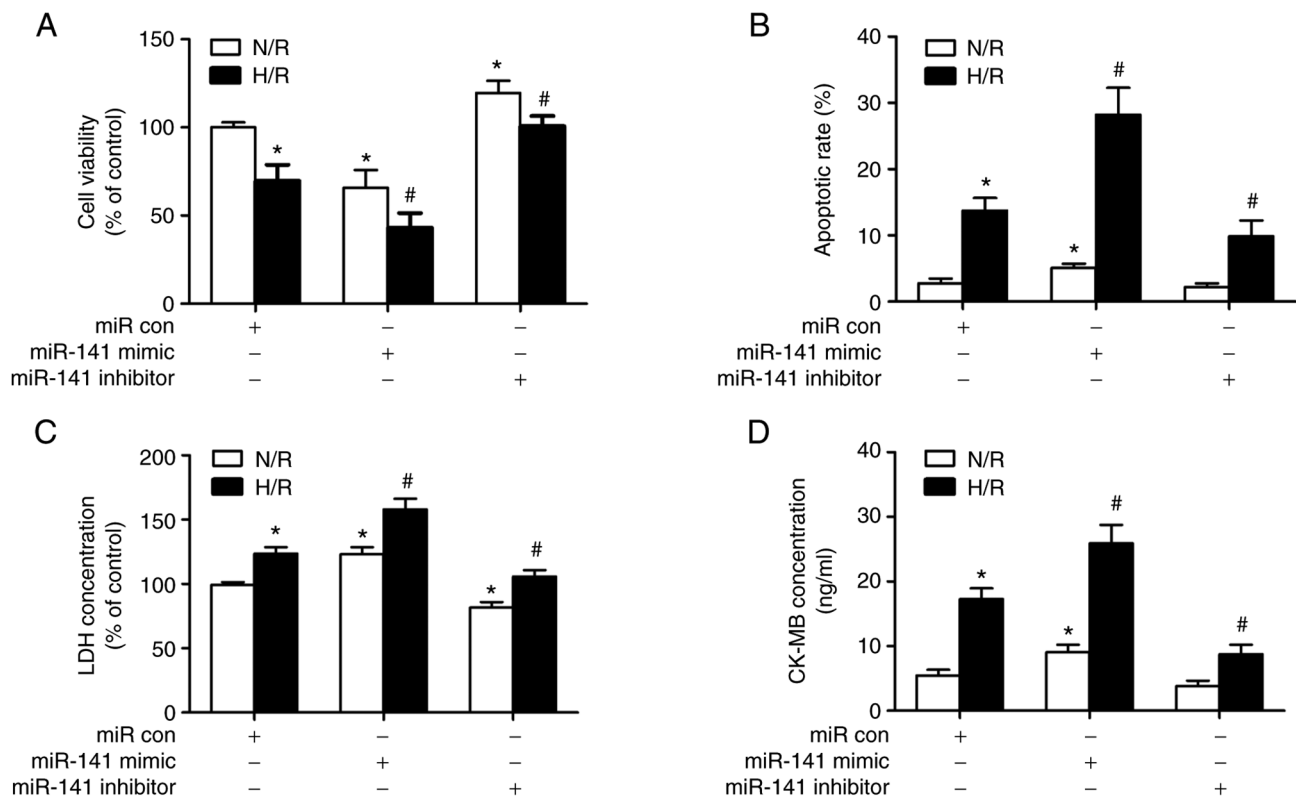 A
150
100
50
0
Cell viability
(% of control)
N/R
H/R
*
*
#
*
#
miR con + – –
miR-141 mimic – + –
miR-141 inhibitor – – +
B
40
30
20
10
0
Apoptotic rate (%)
N/R
H/R
*
*
#
#
miR con + – –
miR-141 mimic – + –
miR-141 inhibitor – – +
C
200
150
100
50
0
LDH concentration
(% of control)
N/R
H/R
*
*
#
*
#
miR con + – –
miR-141 mimic – + –
miR-141 inhibitor – – +
D
40
30
20
10
0
CK-MB concentration
(ng/ml)
N/R
H/R
*
*
#
#
miR con + – –
miR-141 mimic – + –
miR-141 inhibitor – – +